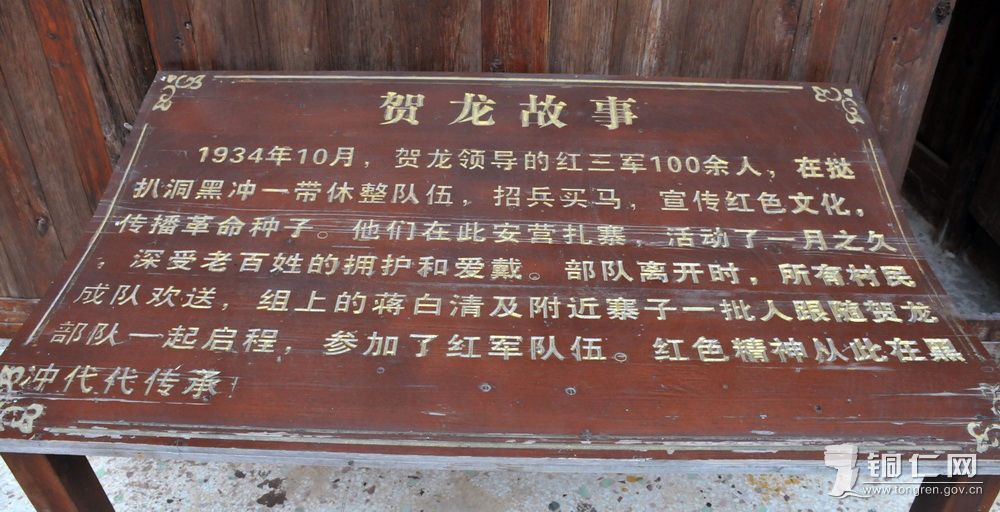 贺龙故事
1934年10月，贺龙领导的红三军100余人，在挞
扒洞黑冲一带休整队伍，招兵买马，宣传红色文化，
传播革命种子。他们在此安营扎寨，活动了一月之久
，深受老百姓的拥护和爱戴。部队离开时，所有村民
成队欢送，组上的蒋白清及附近寨子一批人跟随贺龙
部队一起启程，参加了红军队伍。红色精神从此在黑
冲代代传承！
铜仁网
www.tongren.gov.cn